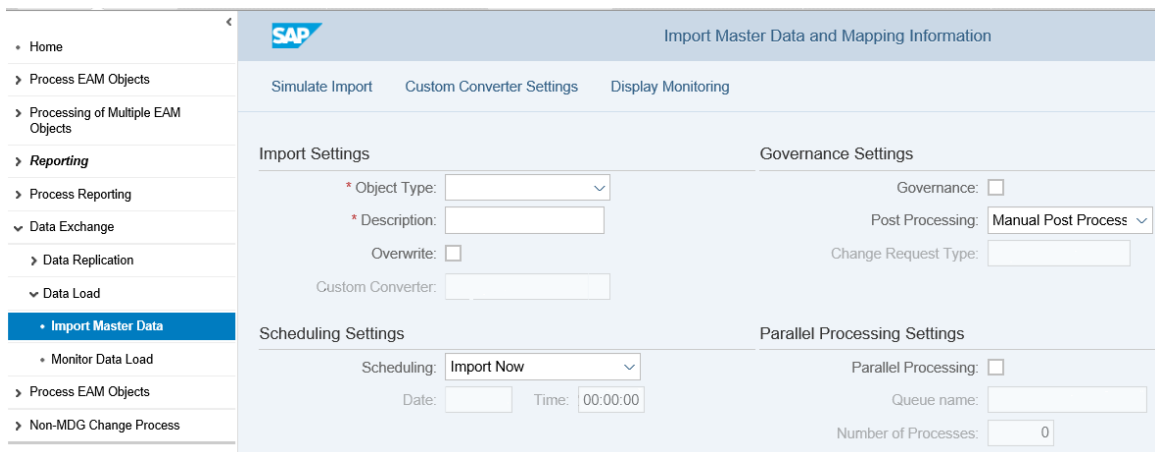 Home
Process EAM Objects
Processing of Multiple EAM
Objects
Reporting
Process Reporting
Data Exchange
Data Replication
Data Load
Import Master Data
Monitor Data Load
Process EAM Objects
Non-MDG Change Process
SAP
Import Master Data and Mapping Information
Simulate Import Custom Converter Settings Display Monitoring
Import Settings
* Object Type:
* Description:
Overwrite:
Custom Converter:
Governance Settings
Governance:
Post Processing: Manual Post Process
Change Request Type:
Scheduling Settings
Scheduling: Import Now
Date: Time: 00:00:00
Parallel Processing Settings
Parallel Processing:
Queue name:
Number of Processes: 0